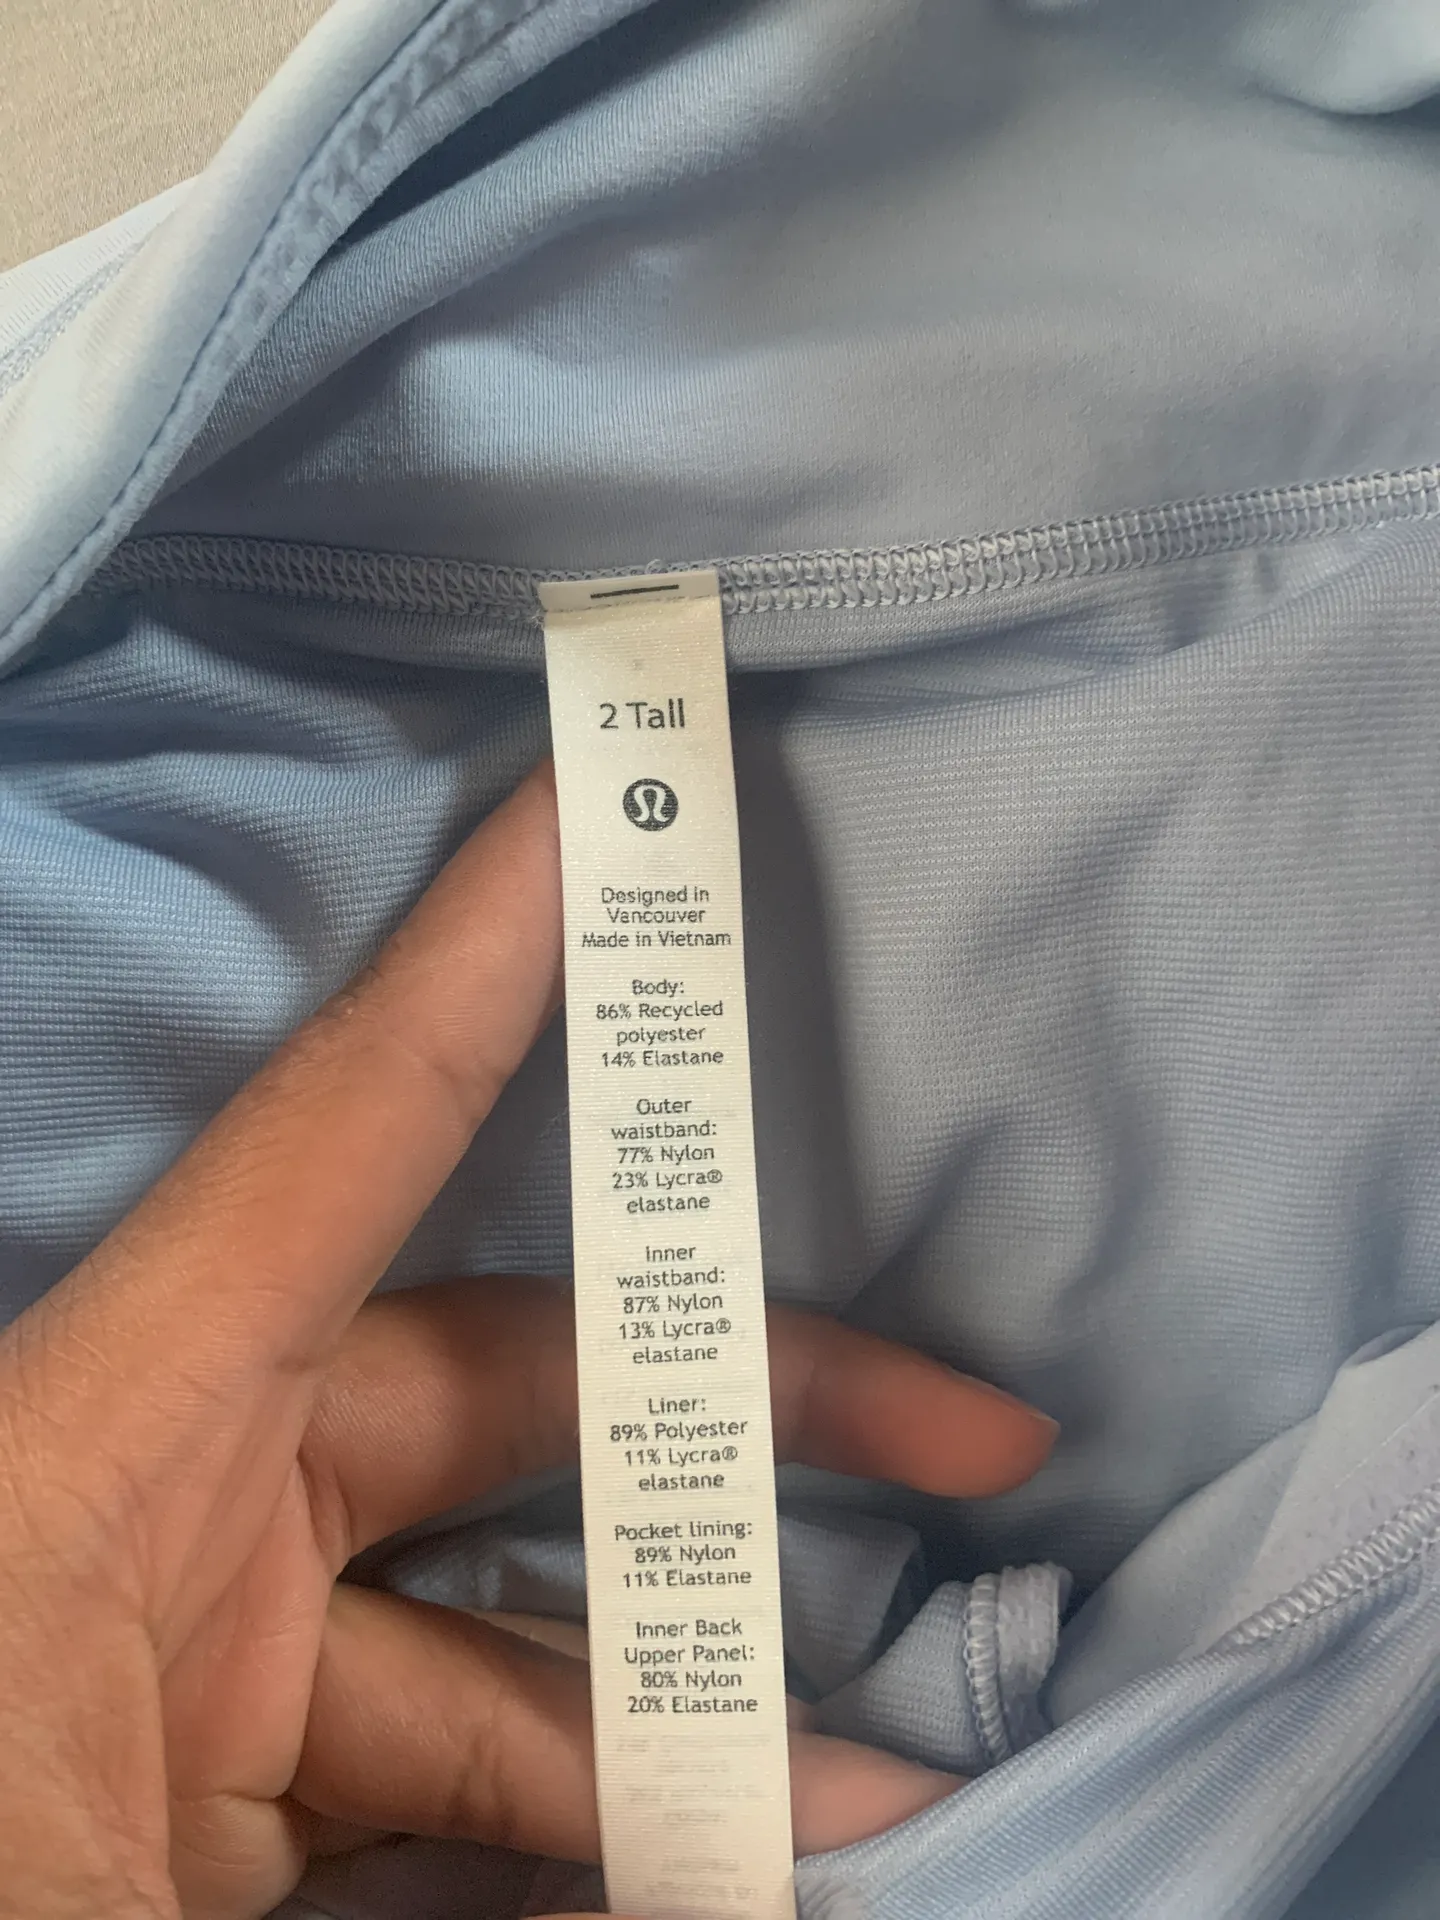 2 Tall
Designed in
Vancouver
Made in Vietnam
Body:
86% Recycled
polyester
14% Elastane
Outer
waistband:
77% Nylon
23% Lycra®
elastane
Inner
waistband:
87% Nylon
13% Lycra®
elastane
Liner:
89% Polyester
11% Lycra®
elastane
Pocket lining:
89% Nylon
11% Elastane
Inner Back
Upper Panel:
80% Nylon
20% Elastane